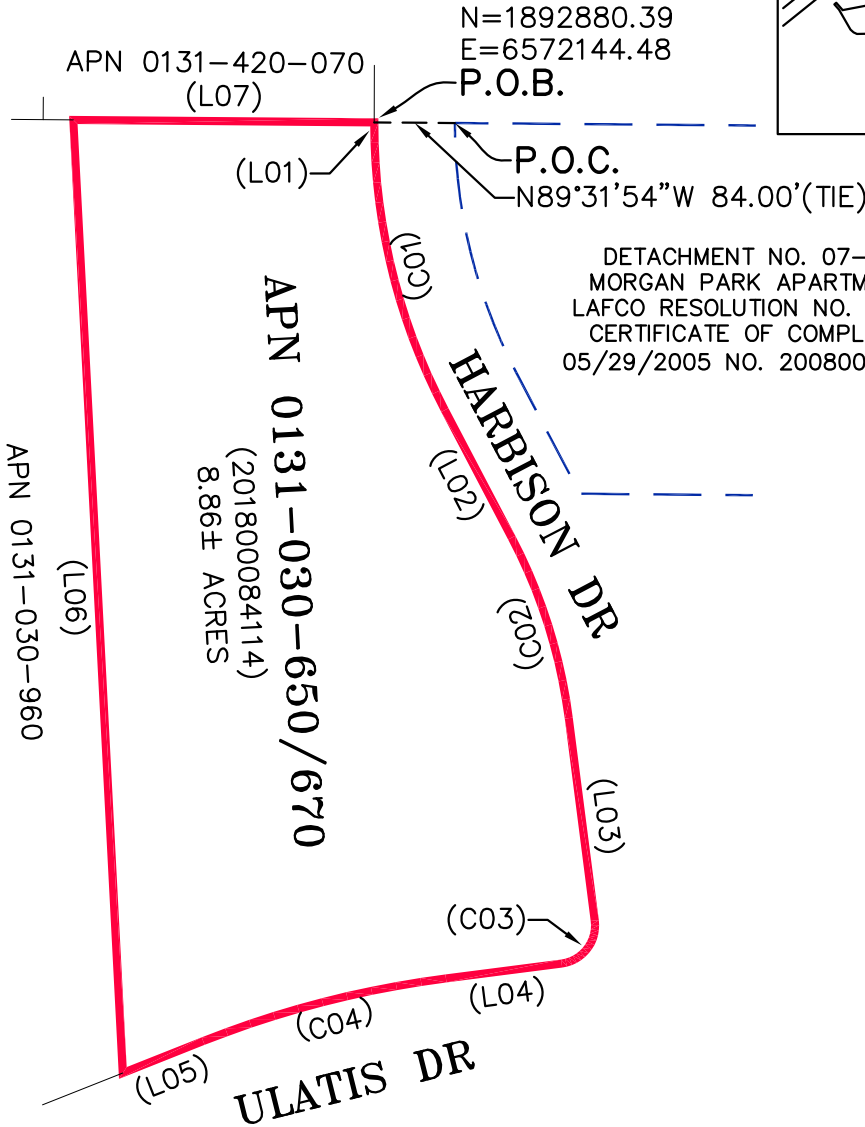 N=1892880.39
E=6572144.48
APN 0131-420-070
(L07)
P.O.B.
(L01)
P.O.C.
N89°31'54"W 84.00'(TIE)
DETACHMENT NO. 07-
MORGAN PARK APARTM
LAFCO RESOLUTION NO.
CERTIFICATE OF COMPL
05/29/2005 NO. 200800
(C01)
HARBISON DR
(L02)
(C02)
APN 0131-030-650/670
(201800084114)
8.86± ACRES
(L06)
APN 0131-030-960
(L03)
(C03)
(L04)
(C04)
(L05)
ULATIS DR